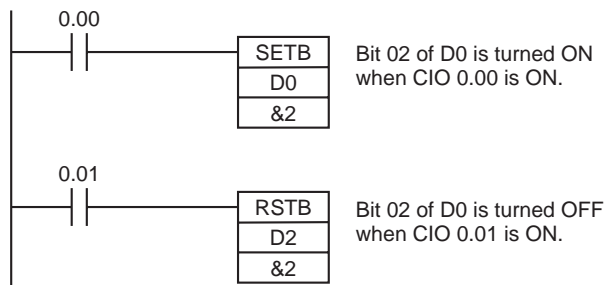 0.00
SETB
D0
&2
Bit 02 of D0 is turned ON
when CIO 0.00 is ON.
0.01
RSTB
D2
&2
Bit 02 of D0 is turned OFF
when CIO 0.01 is ON.